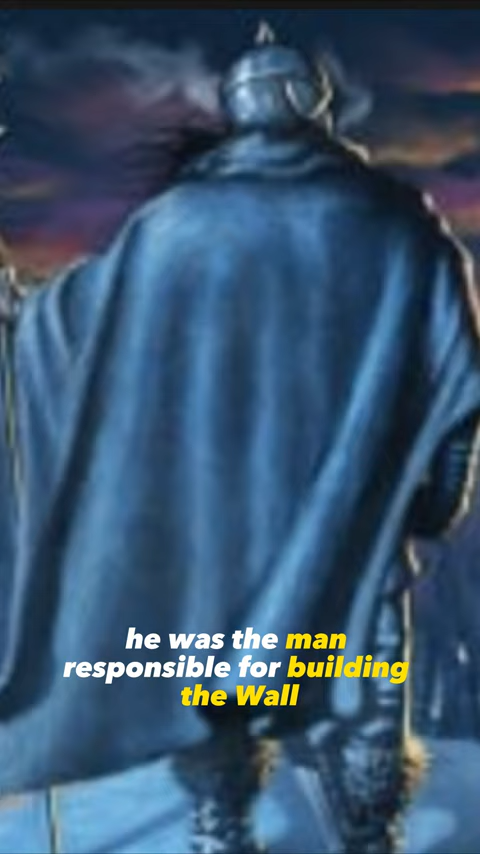 he was the man
responsible for building
the Wall